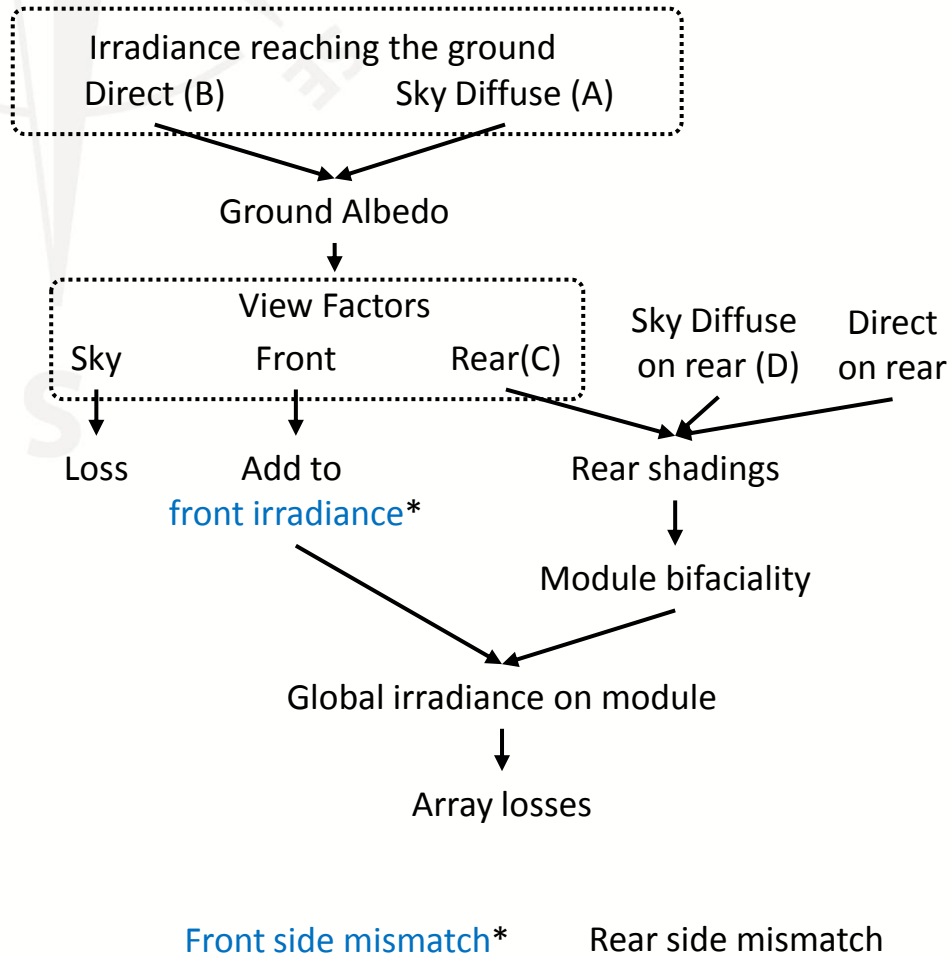 Irradiance reaching the ground
Direct (B) Sky Diffuse (A)
Ground Albedo
View Factors
Sky Front Rear(C)
Sky Diffuse
on rear (D)
Direct
on rear
Loss
Add to
front irradiance*
Rear shadings
Module bifaciality
Global irradiance on module
Array losses
Front side mismatch* Rear side mismatch